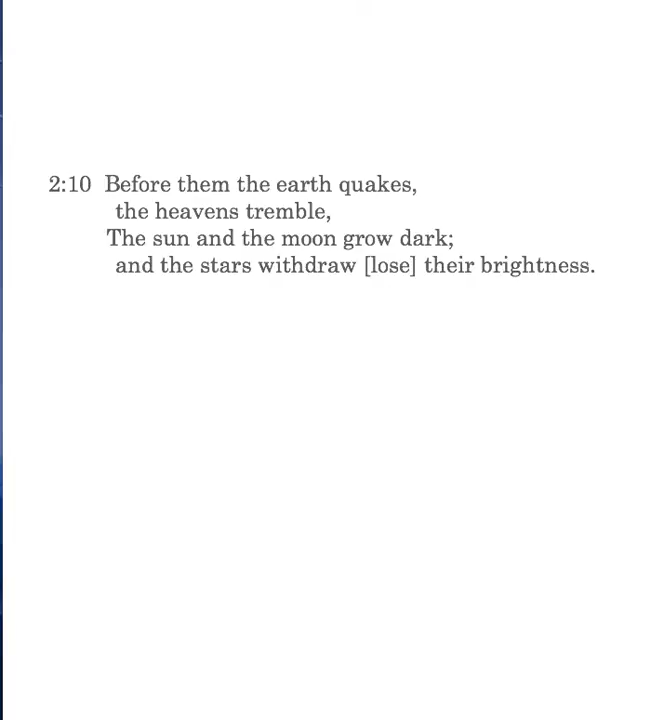 2:10 Before them the earth quakes,
the heavens tremble,
The sun and the moon grow dark;
and the stars withdraw [lose] their brightness.